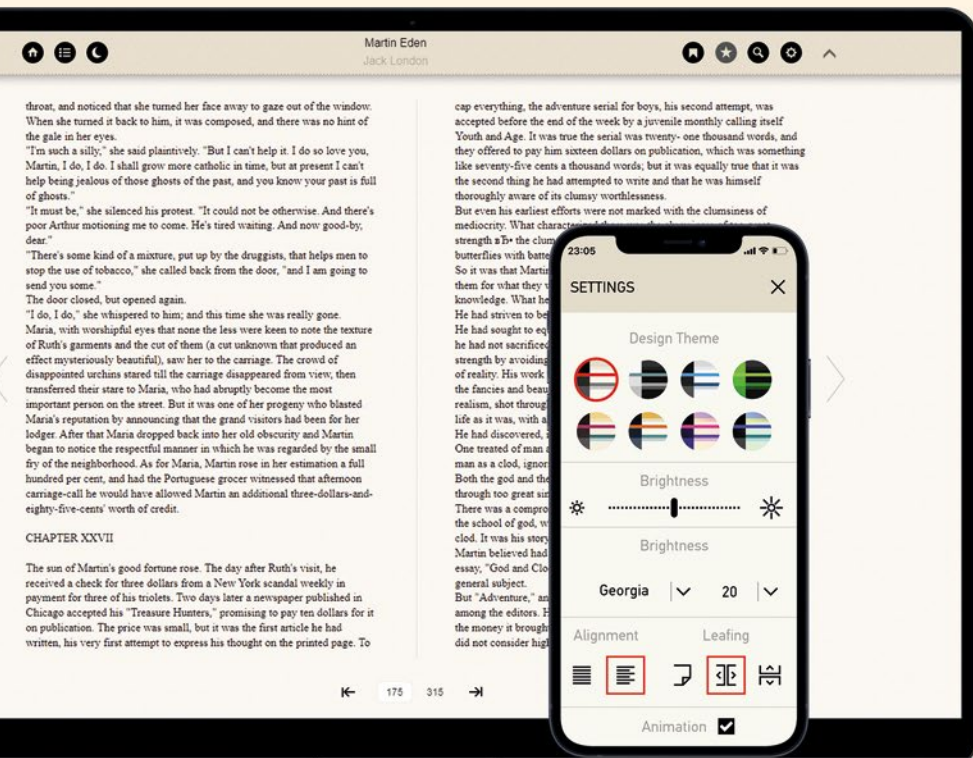 Martin Eden
Jack London
throat, and noticed that she turned her face away to gaze out of the window.
When she turned it back to him, it was composed, and there was no hint of
the gale in her eyes.
"I'm such a silly," she said plaintively. "But I can't help it. I do so love you,
Martin, I do, I do. I shall grow more catholic in time, but at present I can't
help being jealous of those ghosts of the past, and you know your past is full
of ghosts."
"It must be," she silenced his protest. "It could not be otherwise. And there's
poor Arthur motioning me to come. He's tired waiting. And now good-by,
dear."
"There's some kind of a mixture, put up by the druggists, that helps men to
stop the use of tobacco," she called back from the door, "and I am going to
send you some."
The door closed, but opened again.
"I do, I do," she whispered to him; and this time she was really gone.
Maria, with worshipful eyes that none the less were keen to note the texture
of Ruth's garments and the cut of them (a cut unknown that produced an
effect mysteriously beautiful), saw her to the carriage. The crowd of
disappointed urchins stared till the carriage disappeared from view, then
transferred their stare to Maria, who had abruptly become the most
important person on the street. But it was one of her progeny who blasted
Maria's reputation by announcing that the grand visitors had been for her
lodger. After that Maria dropped back into her old obscurity and Martin
began to notice the respectful manner in which he was regarded by the small
fry of the neighborhood. As for Maria, Martin rose in her estimation a full
hundred per cent, and had the Portuguese grocer witnessed that afternoon
carriage-call he would have allowed Martin an additional three-dollars-and-
eighty-five-cents' worth of credit.
CHAPTER XXVII
The sun of Martin's good fortune rose. The day after Ruth's visit, he
received a check for three dollars from a New York scandal weekly in
payment for three of his triolets. Two days later a newspaper published in
Chicago accepted his "Treasure Hunters," promising to pay ten dollars for it
on publication. The price was small, but it was the first article he had
written, his very first attempt to express his thought on the printed page. To
cap everything, the adventure serial for boys, his second attempt, was
accepted before the end of the week by a juvenile monthly calling itself
Youth and Age. It was true the serial was twenty- one thousand words, and
they offered to pay him sixteen dollars on publication, which was something
like seventy-five cents a thousand words; but it was equally true that it was
the second thing he had attempted to write and that he was himself
thoroughly aware of its clumsy worthlessness.
But even his earliest efforts were not marked with the clumsiness of
mediocrity. What
strength вЂ• the clum
butterflies with batte
So it was that Martin
them for what they
knowledge. What he
He had striven to be
He had sought to eq
he had not sacrificed
strength by avoiding
of reality. His work
the fancies and beau
realism, shot throug
life as it was, with a
He had discovered, i
One treated of man a
man as a clod, ignor
Both the god and the
through too great sin
There was a compro
the school of god, w
clod. It was his story
Martin believed had
essay, "God and Clo
general subject.
But "Adventure," an
among the editors. H
the money it brough
did not consider high
175 315
23:05
SETTINGS
Design Theme
Brightness
Brightness
Georgia 20
Alignment Leafing
Animation